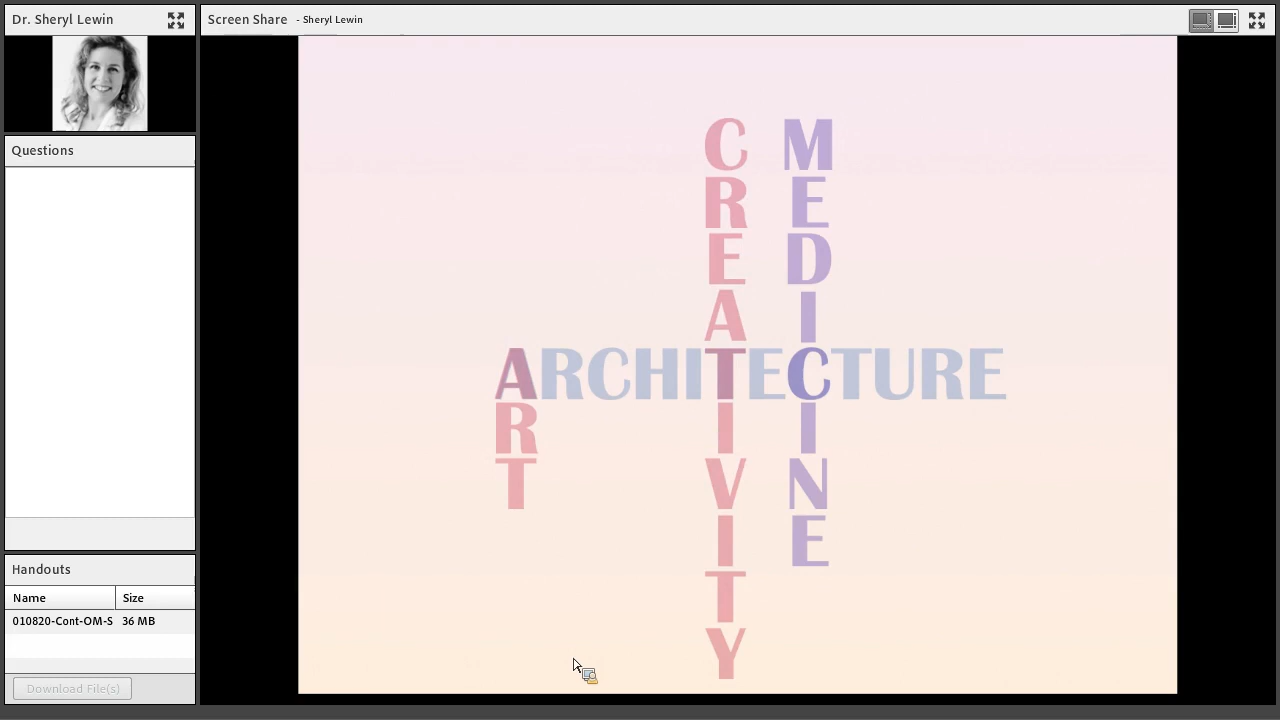 Dr. Sheryl Lewin
Screen Share - Sheryl Lewin
Questions
CREATIVITY
MEDICINE
ARCHITECTURE
ART
Handouts
Name Size
010820-Cont-OM-S 36 MB
Download File(s)